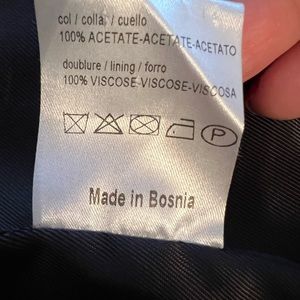 col / collar / cuello
100% ACETATE-ACETATE-ACETATO
doublure / lining / forro
100% VISCOSE-VISCOSE-VISCOSA
P
Made in Bosnia